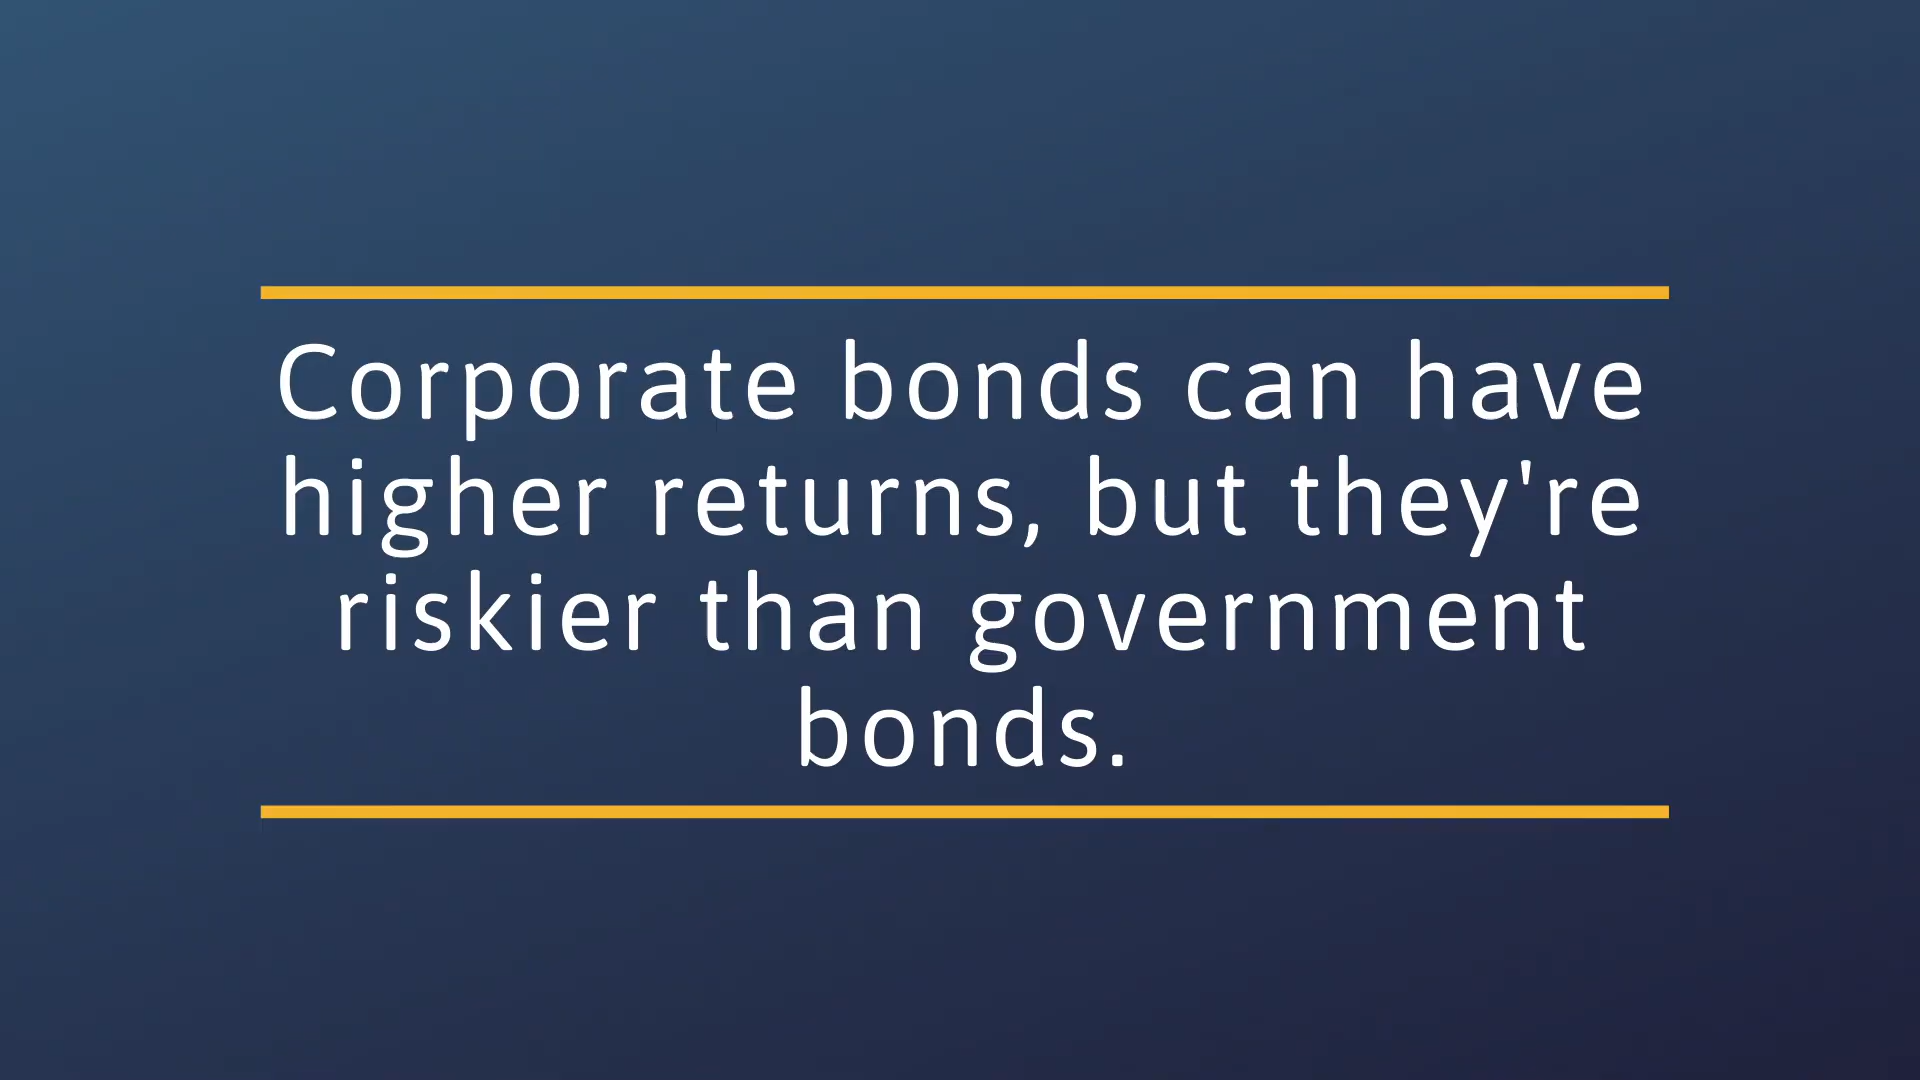 Corporate bonds can have
higher returns, but they're
riskier than government
bonds.